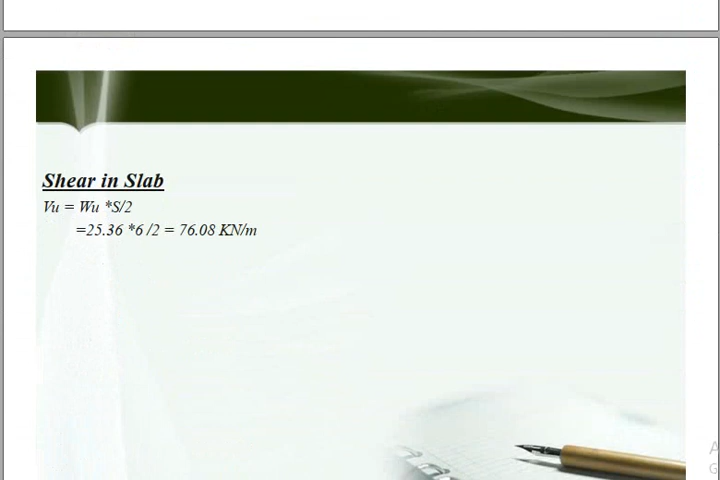 Shear in Slab
Vu = Wu *S/2
=25.36 *6 /2 = 76.08 KN/m